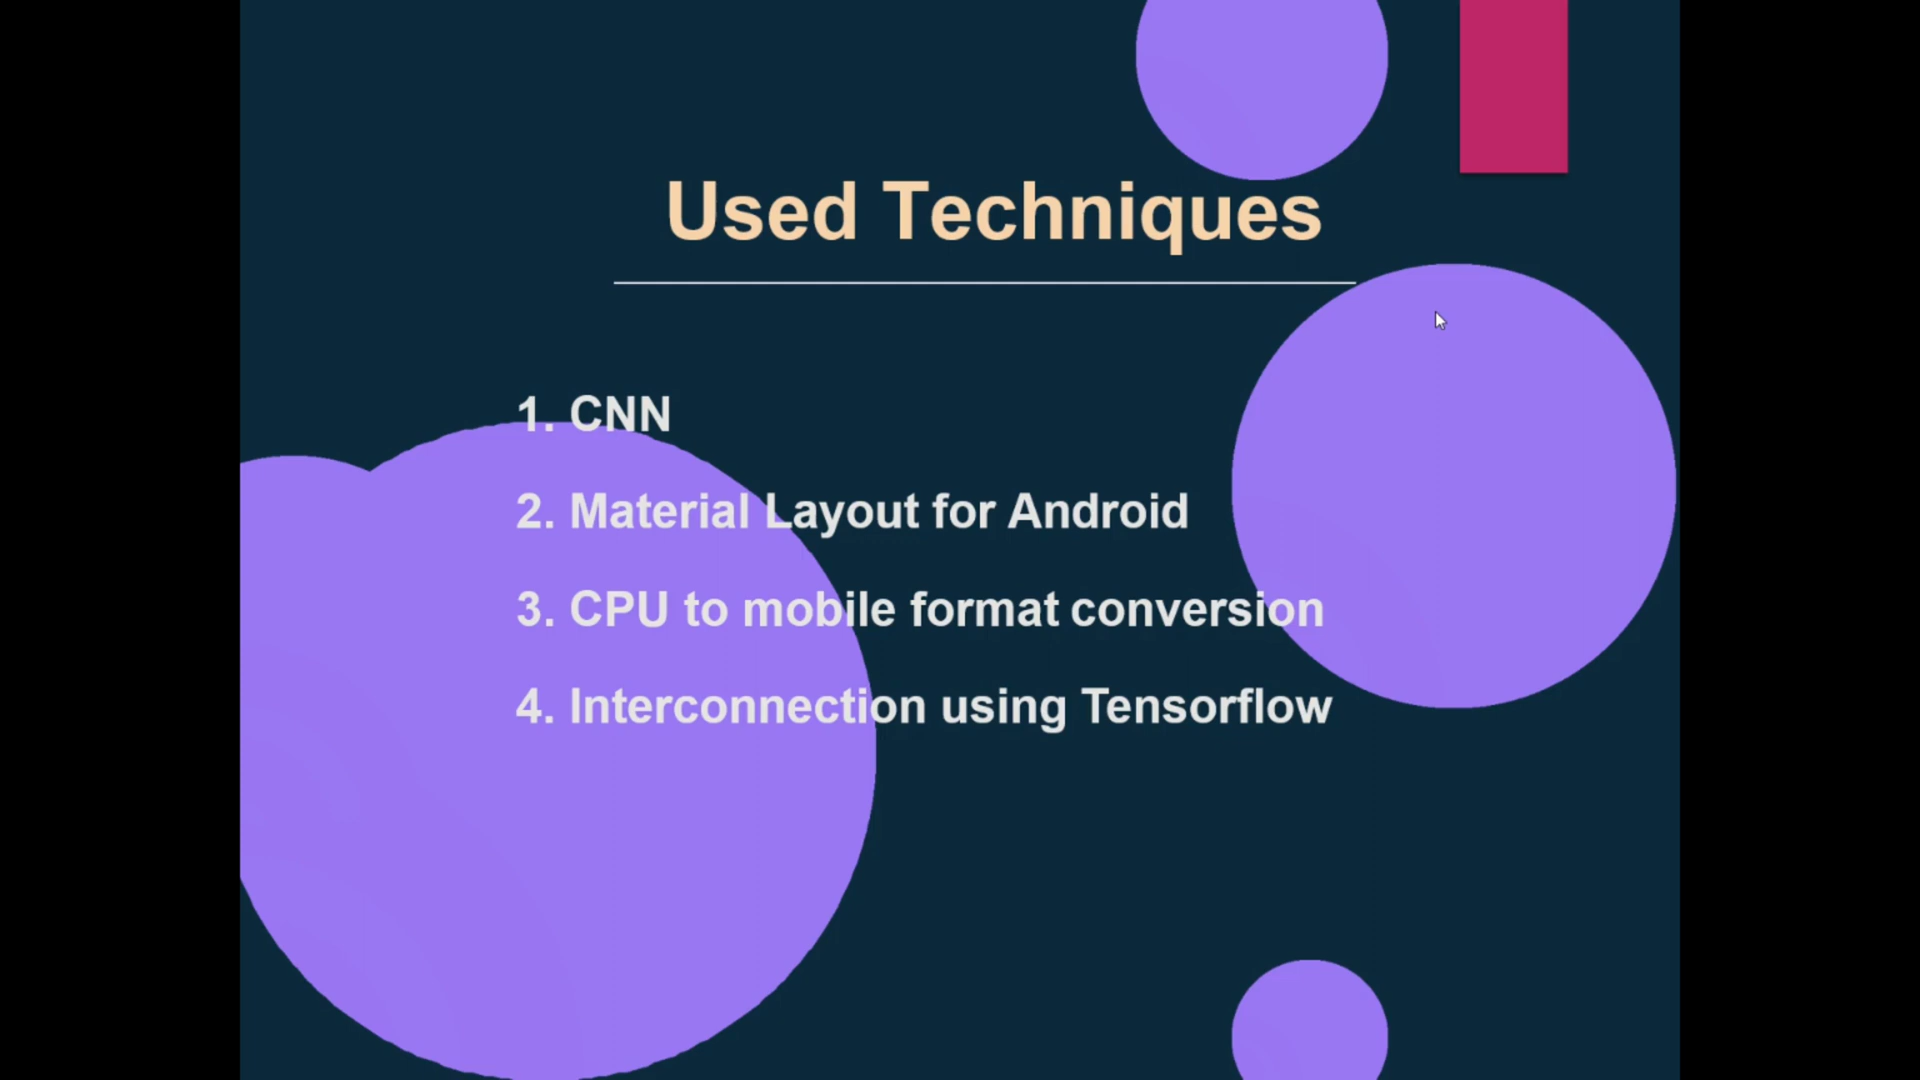 Used Techniques
1. CNN
2. Material Layout for Android
3. CPU to mobile format conversion
4. Interconnection using Tensorflow